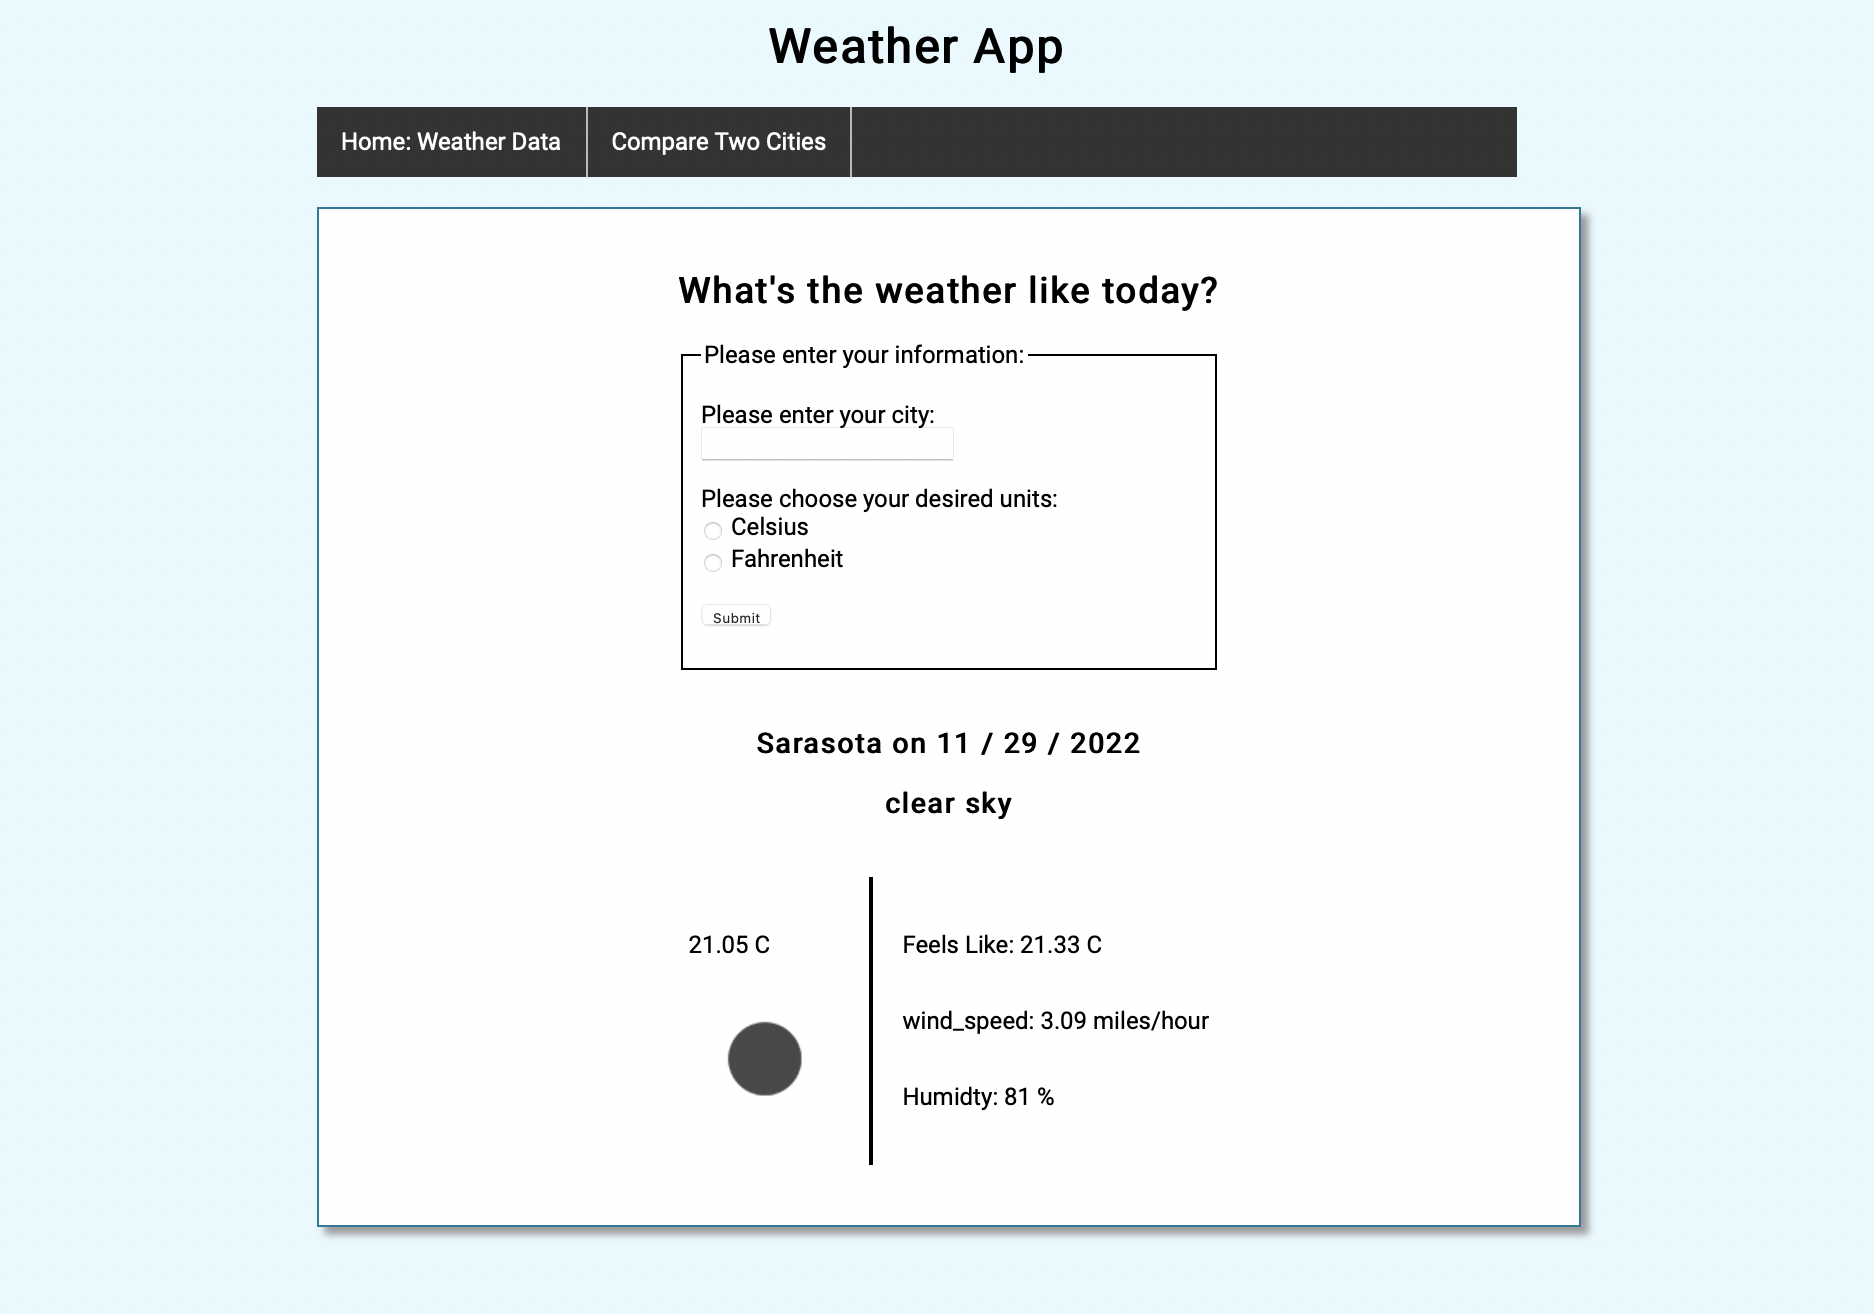 Weather App
Home: Weather Data
Compare Two Cities
What's the weather like today?
Please enter your information:
Please enter your city:
Please choose your desired units:
Celsius
Fahrenheit
Submit
Sarasota on 11 / 29 / 2022
clear sky
21.05 C
Feels Like: 21.33 C
wind_speed: 3.09 miles/hour
Humidty: 81 %